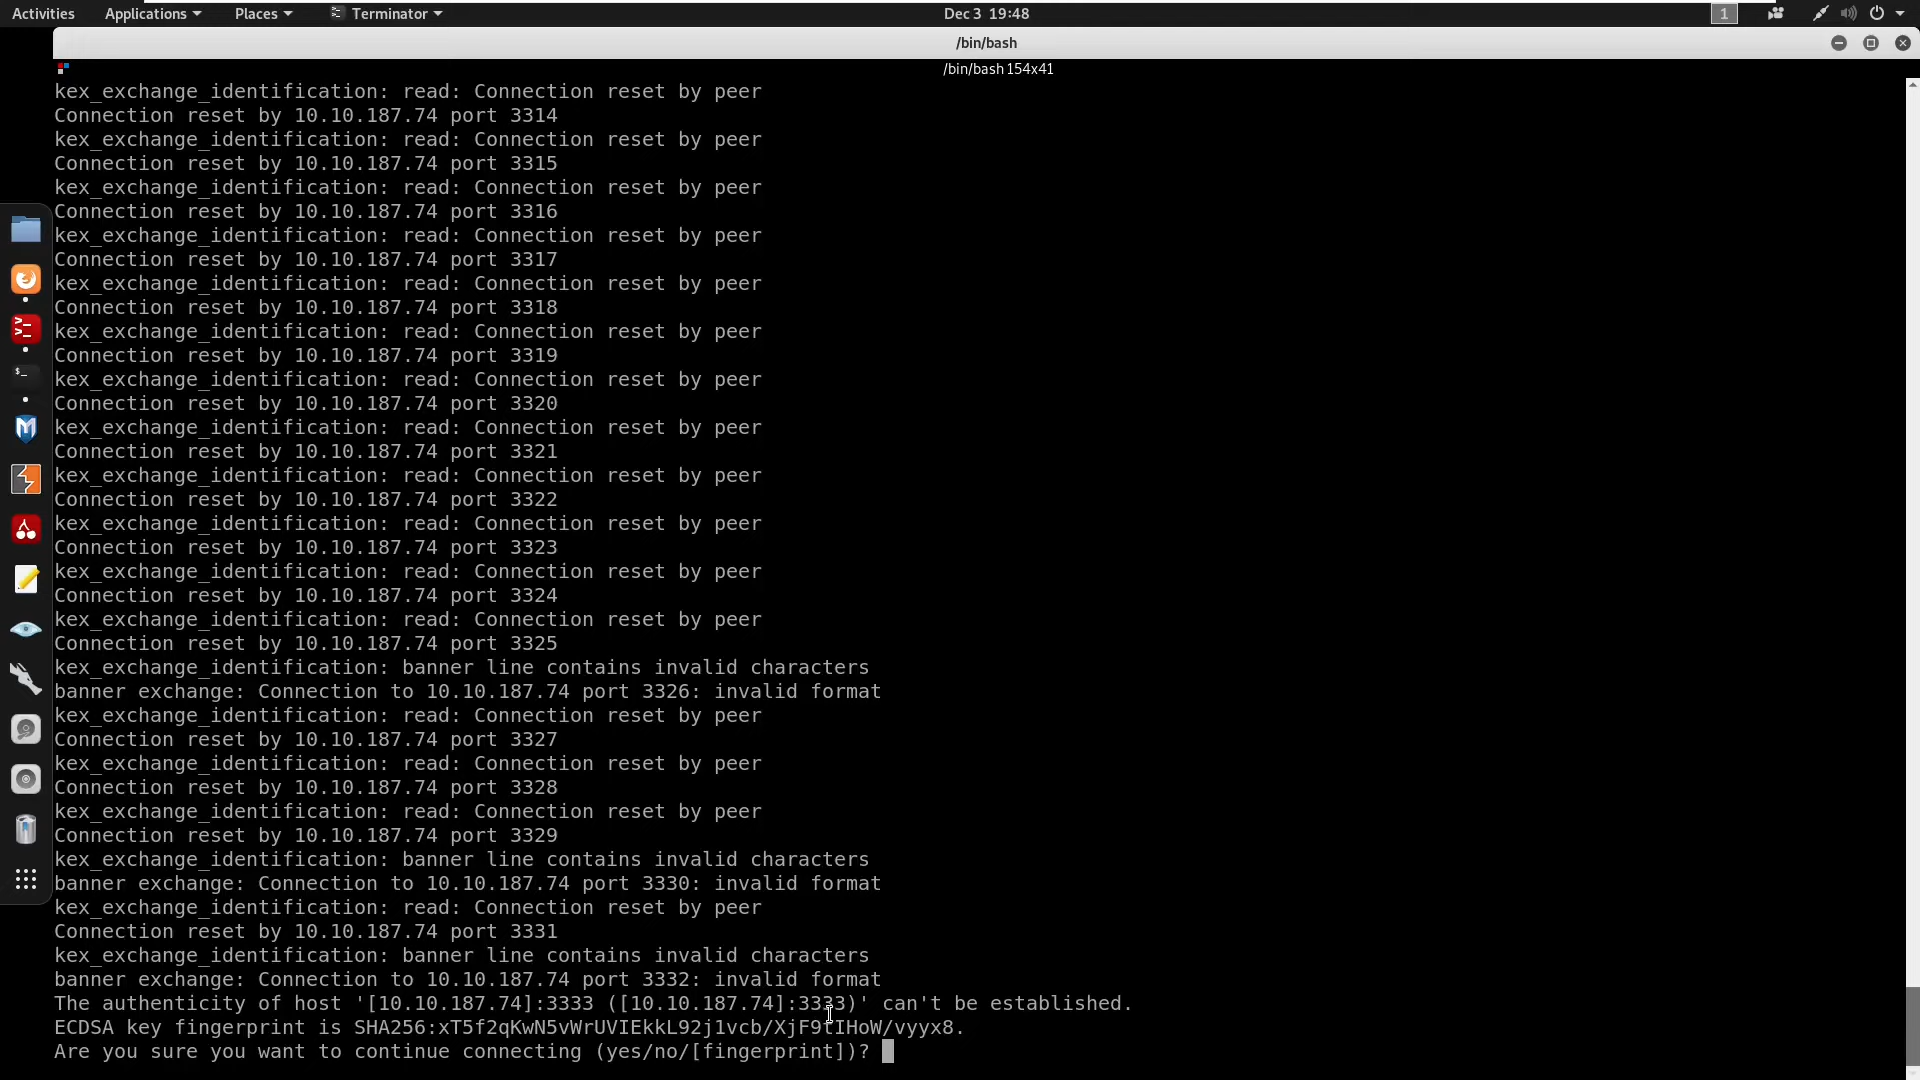 Activities Applications Places Terminator Dec 3 19:48 1
/bin/bash
/bin/bash 154x41
kex_exchange_identification: read: Connection reset by peer
Connection reset by 10.10.187.74 port 3314
kex_exchange_identification: read: Connection reset by peer
Connection reset by 10.10.187.74 port 3315
kex_exchange_identification: read: Connection reset by peer
Connection reset by 10.10.187.74 port 3316
kex_exchange_identification: read: Connection reset by peer
Connection reset by 10.10.187.74 port 3317
kex_exchange_identification: read: Connection reset by peer
Connection reset by 10.10.187.74 port 3318
kex_exchange_identification: read: Connection reset by peer
Connection reset by 10.10.187.74 port 3319
kex_exchange_identification: read: Connection reset by peer
Connection reset by 10.10.187.74 port 3320
kex_exchange_identification: read: Connection reset by peer
Connection reset by 10.10.187.74 port 3321
kex_exchange_identification: read: Connection reset by peer
Connection reset by 10.10.187.74 port 3322
kex_exchange_identification: read: Connection reset by peer
Connection reset by 10.10.187.74 port 3323
kex_exchange_identification: read: Connection reset by peer
Connection reset by 10.10.187.74 port 3324
kex_exchange_identification: read: Connection reset by peer
Connection reset by 10.10.187.74 port 3325
kex_exchange_identification: banner line contains invalid characters
banner exchange: Connection to 10.10.187.74 port 3326: invalid format
kex_exchange_identification: read: Connection reset by peer
Connection reset by 10.10.187.74 port 3327
kex_exchange_identification: read: Connection reset by peer
Connection reset by 10.10.187.74 port 3328
kex_exchange_identification: read: Connection reset by peer
Connection reset by 10.10.187.74 port 3329
kex_exchange_identification: banner line contains invalid characters
banner exchange: Connection to 10.10.187.74 port 3330: invalid format
kex_exchange_identification: read: Connection reset by peer
Connection reset by 10.10.187.74 port 3331
kex_exchange_identification: banner line contains invalid characters
banner exchange: Connection to 10.10.187.74 port 3332: invalid format
The authenticity of host '[10.10.187.74]:3333 ([10.10.187.74]:3333)' can't be established.
ECDSA key fingerprint is SHA256:xT5f2qKwN5vWrUVIEkkL92j1vcb/XjF9tIHoW/vyyx8.
Are you sure you want to continue connecting (yes/no/[fingerprint])?